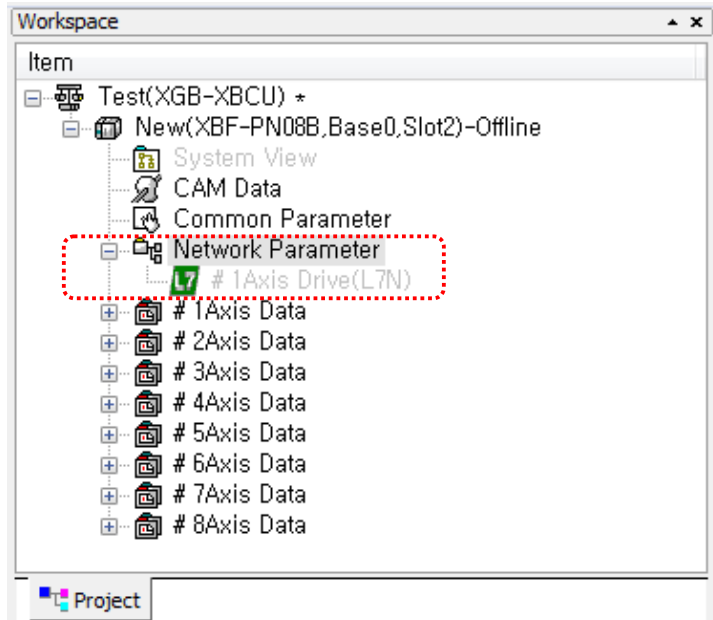 Workspace
Item
Test(XGB-XBCU) *
New(XBF-PN08B,Base0,Slot2)-Offline
System View
CAM Data
Common Parameter
Network Parameter
L7 # 1Axis Drive(L7N)
# 1Axis Data
# 2Axis Data
# 3Axis Data
# 4Axis Data
# 5Axis Data
# 6Axis Data
# 7Axis Data
# 8Axis Data
Project